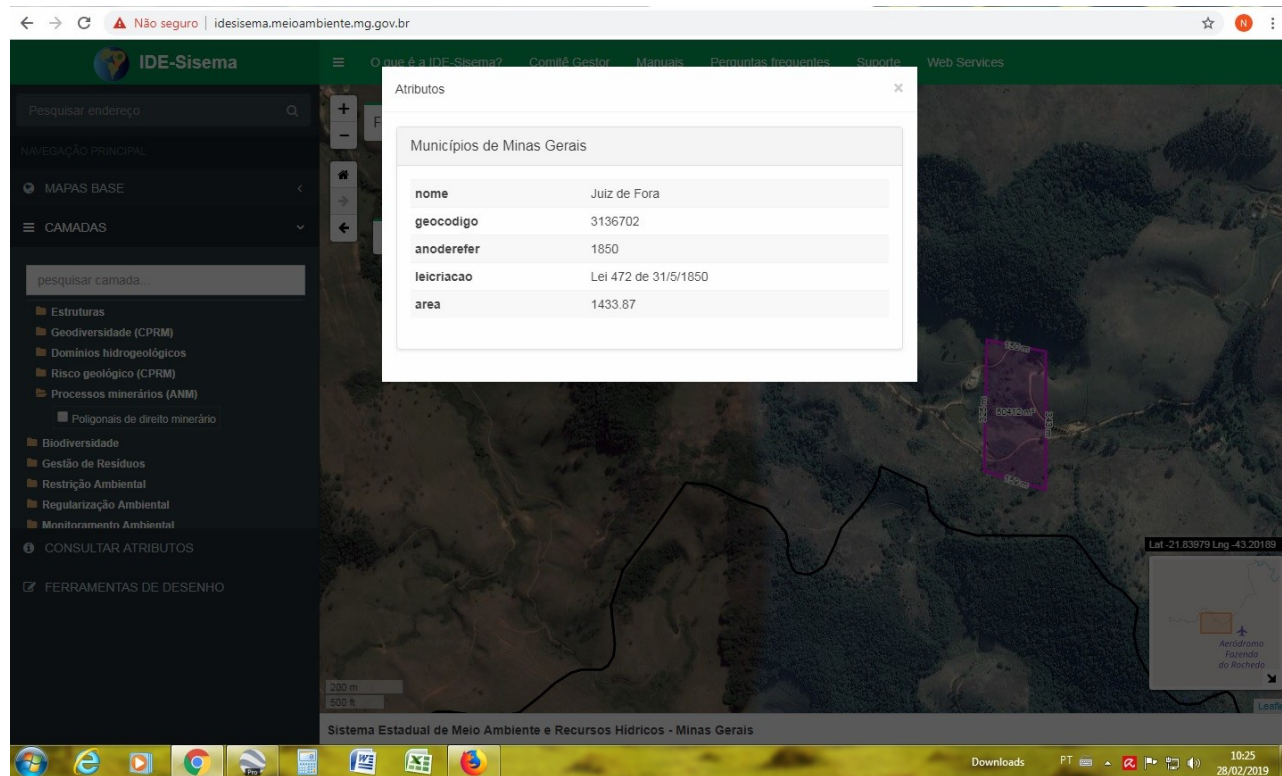 Não seguro | idesisema.meioambiente.mg.gov.br
N
IDE-Sisema
O que é a IDE-Sisema? Comitê Gestor Manuais Perguntas frequentes Suporte Web Services
Pesquisar endereço
NAVEGAÇÃO PRINCIPAL
MAPAS BASE
CAMADAS
pesquisar camada...
Estruturas
Geodiversidade (CPRM)
Domínios hidrogeológicos
Risco geológico (CPRM)
Processos minerários (ANM)
Poligonais de direito minerário
Biodiversidade
Gestão de Resíduos
Restrição Ambiental
Regularização Ambiental
Monitoramento Ambiental
CONSULTAR ATRIBUTOS
FERRAMENTAS DE DESENHO
+
−
F
Atributos ×
Municípios de Minas Gerais
nome Juiz de Fora
geocodigo 3136702
anoderefer 1850
leicriacao Lei 472 de 31/5/1850
area 1433.87
50412 m²
Lat -21.83979 Lng -43.20189
Aeródromo
Fazenda
do Rochedo
200 m
500 ft
Leafle
Sistema Estadual de Meio Ambiente e Recursos Hídricos - Minas Gerais
Pro
Downloads PT 10:25
28/02/2019